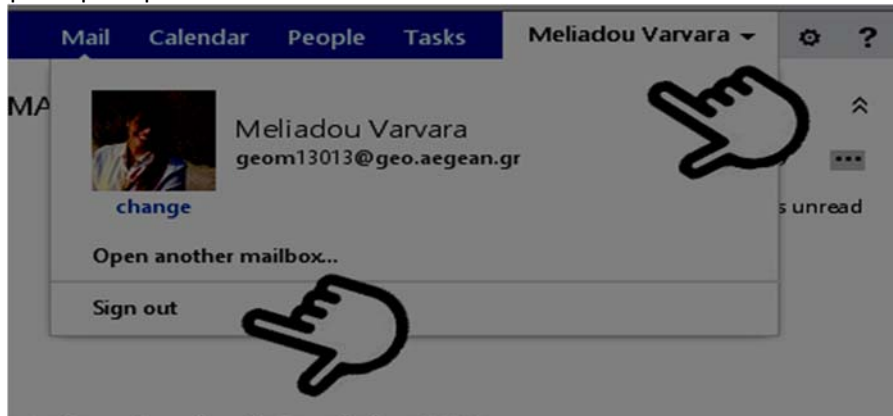 Mail Calendar People Tasks Meliadou Varvara ?
MA
Meliadou Varvara
geom13013@geo.aegean.gr
change
s unread
Open another mailbox...
Sign out